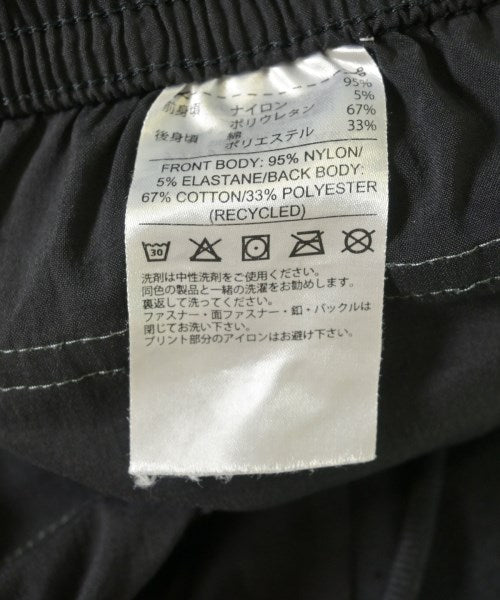 95%
前身頃 ナイロン 5%
ポリウレタン 67%
後身頃 綿 33%
ポリエステル
FRONT BODY: 95% NYLON/
5% ELASTANE/BACK BODY:
67% COTTON/33% POLYESTER
(RECYCLED)
30
洗剤は中性洗剤をご使用ください。
同色の製品と一緒の洗濯をお勧めします。
裏返して洗ってください。
ファスナー・面ファスナー・釦・バックルは
閉じてお洗い下さい。
プリント部分のアイロンはお避け下さい。